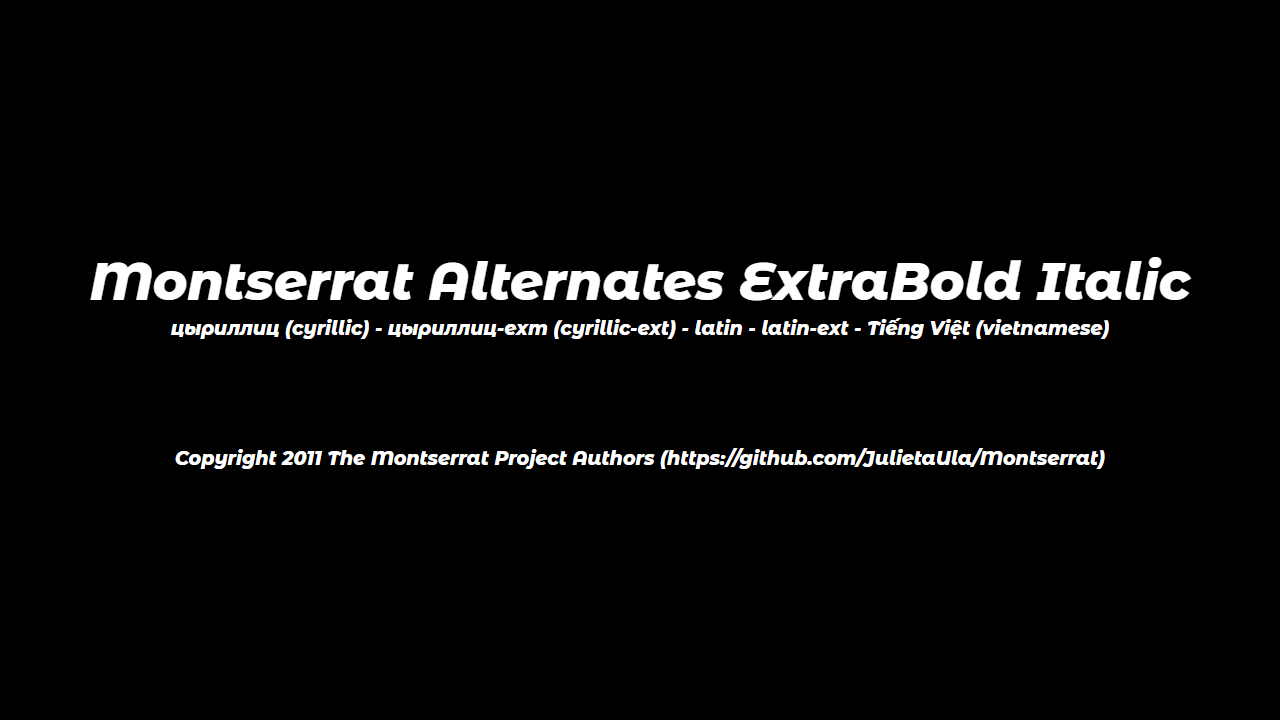 Montserrat Alternates ExtraBold Italic
цыриллиц (cyrillic) - цыриллиц-ехт (cyrillic-ext) - latin - latin-ext - Tiếng Việt (vietnamese)
Copyright 2011 The Montserrat Project Authors (https://github.com/JulietaUla/Montserrat)